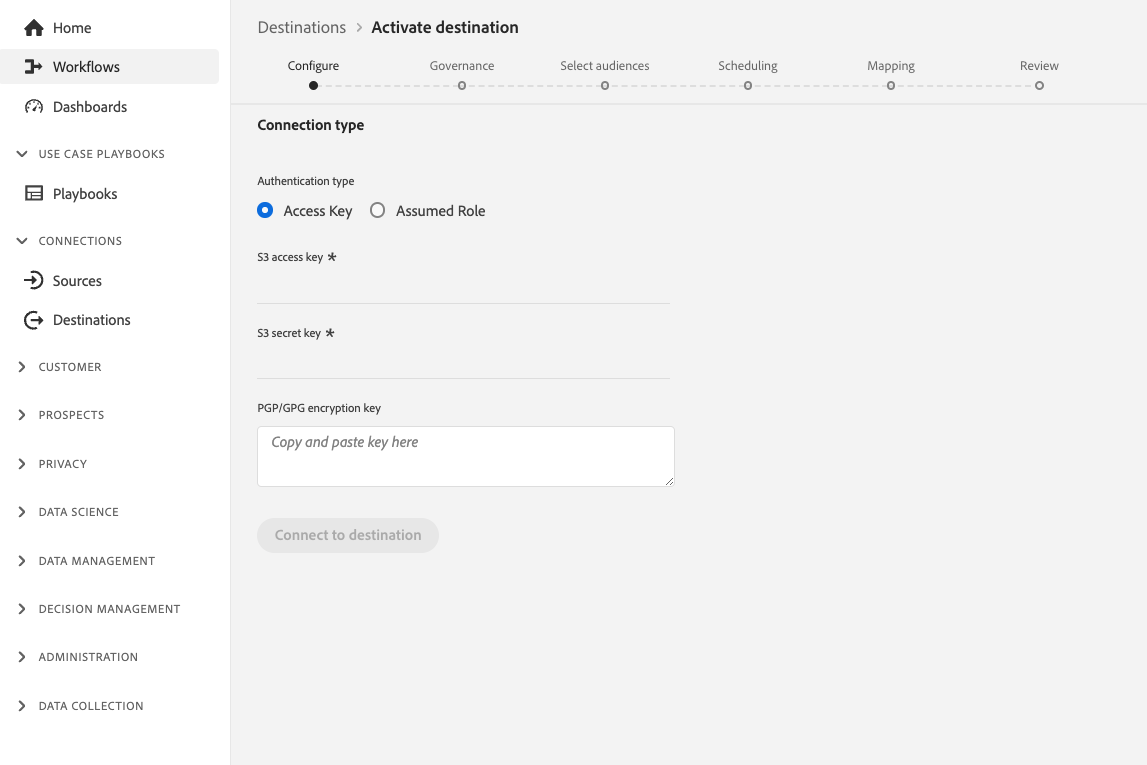 Home
Workflows
Dashboards
USE CASE PLAYBOOKS
Playbooks
CONNECTIONS
Sources
Destinations
CUSTOMER
PROSPECTS
PRIVACY
DATA SCIENCE
DATA MANAGEMENT
DECISION MANAGEMENT
ADMINISTRATION
DATA COLLECTION
Destinations > Activate destination
Configure Governance Select audiences Scheduling Mapping Review
Connection type
Authentication type
Access Key Assumed Role
S3 access key *
S3 secret key *
PGP/GPG encryption key
Copy and paste key here
Connect to destination